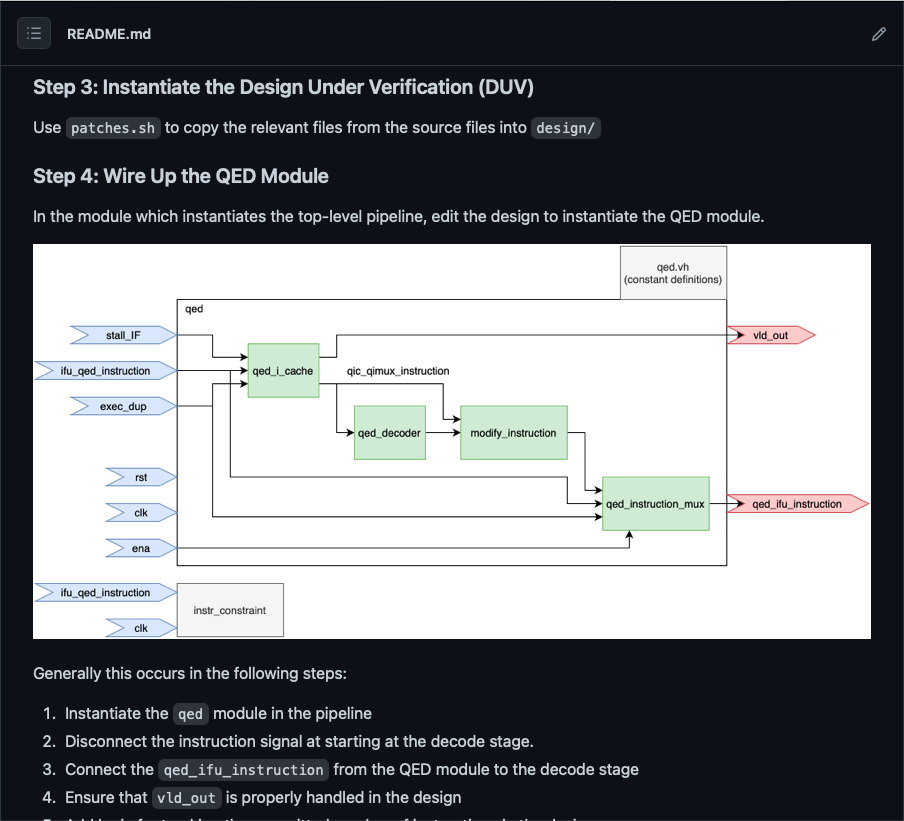 README.md
Step 3: Instantiate the Design Under Verification (DUV)
Use patches.sh to copy the relevant files from the source files into design/
Step 4: Wire Up the QED Module
In the module which instantiates the top-level pipeline, edit the design to instantiate the QED module.
qed.vh
(constant definitions)
qed
stall_IF
vld_out
ifu_qed_instruction
qed_i_cache
qic_qimux_instruction
exec_dup
qed_decoder
modify_instruction
rst
qed_instruction_mux
qed_ifu_instruction
clk
ena
ifu_qed_instruction
instr_constraint
clk
Generally this occurs in the following steps:
1. Instantiate the qed module in the pipeline
2. Disconnect the instruction signal at starting at the decode stage.
3. Connect the qed_ifu_instruction from the QED module to the decode stage
4. Ensure that vld_out is properly handled in the design